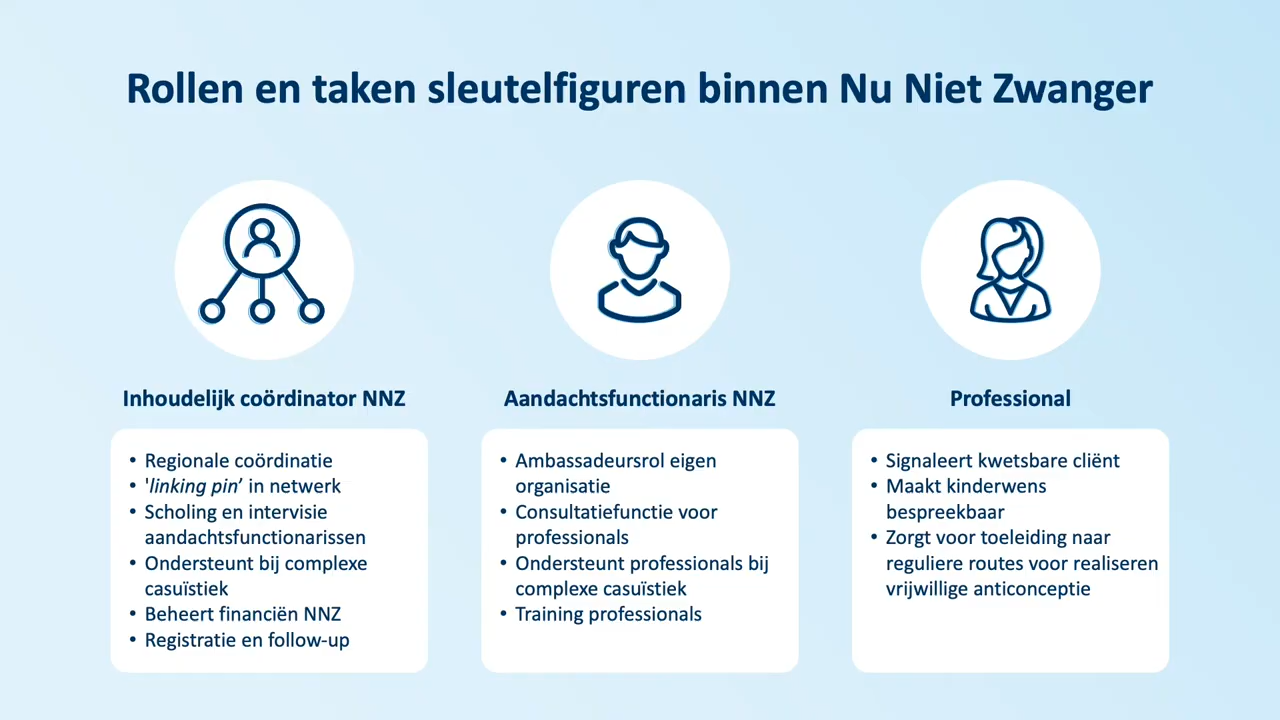 Rollen en taken sleutelfiguren binnen Nu Niet Zwanger
Inhoudelijk coördinator NNZ
• Regionale coördinatie
• 'linking pin’ in netwerk
• Scholing en intervisie
aandachtsfunctionarissen
• Ondersteunt bij complexe
casuïstiek
• Beheert financiën NNZ
• Registratie en follow-up
Aandachtsfunctionaris NNZ
• Ambassadeursrol eigen
organisatie
• Consultatiefunctie voor
professionals
• Ondersteunt professionals bij
complexe casuïstiek
• Training professionals
Professional
• Signaleert kwetsbare cliënt
• Maakt kinderwens
bespreekbaar
• Zorgt voor toeleiding naar
reguliere routes voor realiseren
vrijwillige anticonceptie